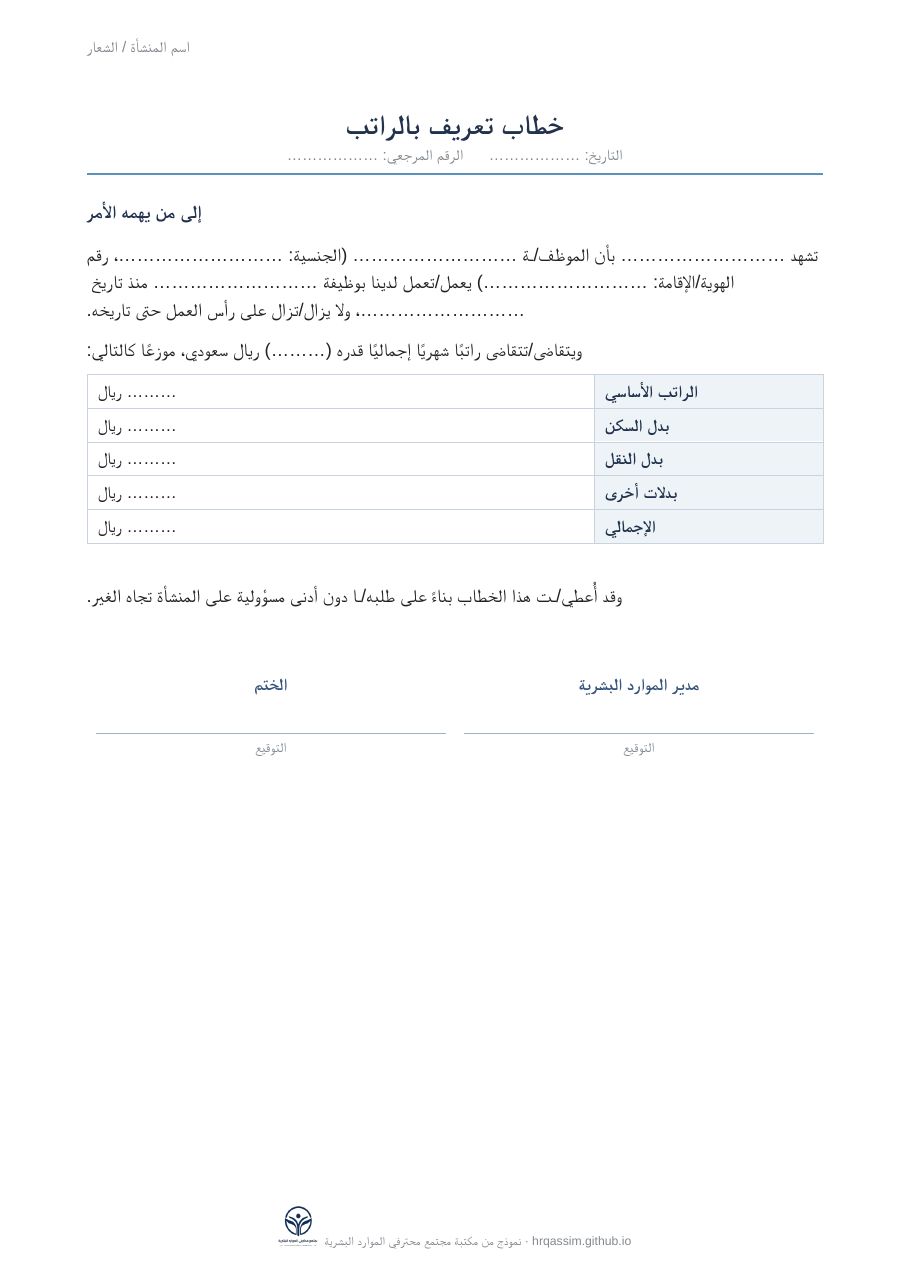 اسم المنشأة / الشعار
خطاب تعريف بالراتب
التاريخ: ……………… الرقم المرجعي: ………………
إلى من يهمه الأمر
تشهد ……………………… بأن الموظف/ـة ……………………… (الجنسية: ………………………، رقم
الهوية/الإقامة: ………………………) يعمل/تعمل لدينا بوظيفة ……………………… منذ تاريخ
………………………، ولا يزال/تزال على رأس العمل حتى تاريخه.
ويتقاضى/تتقاضى راتبًا شهريًا إجماليًا قدره (………) ريال سعودي، موزعًا كالتالي:
الراتب الأساسي ……… ريال
بدل السكن ……… ريال
بدل النقل ……… ريال
بدلات أخرى ……… ريال
الإجمالي ……… ريال
وقد أُعطي/ـت هذا الخطاب بناءً على طلبه/ـا دون أدنى مسؤولية على المنشأة تجاه الغير.
مدير الموارد البشرية الختم
التوقيع التوقيع
نموذج من مكتبة مجتمع محترفي الموارد البشرية · hrqassim.github.io